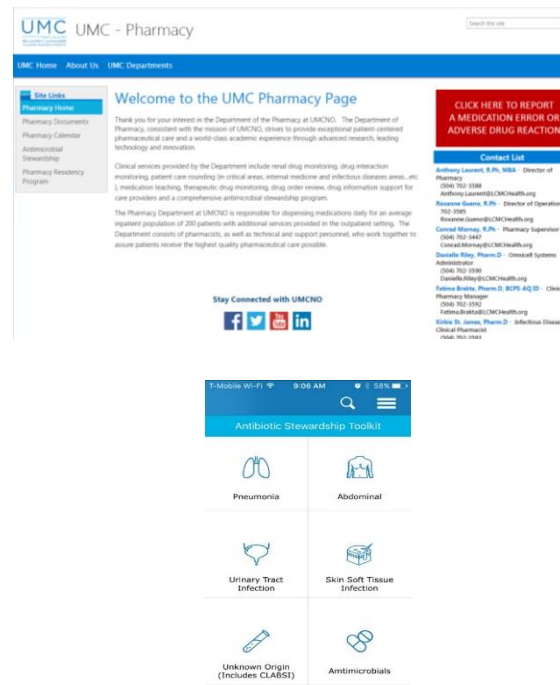 UMC
UMC - Pharmacy
Search this site
UMC Home About Us UMC Departments
Site Links
Pharmacy Home
Pharmacy Documents
Pharmacy Calendar
Antimicrobial
Stewardship
Pharmacy Residency
Program
Welcome to the UMC Pharmacy Page
Thank you for your interest in the Department of the Pharmacy at UMCNO. The Department of
Pharmacy, consistent with the mission of UMCNO, strives to provide exceptional patient-centered
pharmaceutical care and a world-class academic experience through advanced research, leading
technology and innovation.
Clinical services provided by the Department include renal drug monitoring, drug interaction
monitoring, patient care rounding (in critical areas, internal medicine and infectious diseases areas, .etc
), medication teaching, therapeutic drug monitoring, drug order review, drug information support for
care providers and a comprehensive antimicrobial stewardship program.
The Pharmacy Department at UMCNO is responsible for dispensing medications daily for an average
inpatient population of 200 patients with additional services provided in the outpatient setting. The
Department consists of pharmacists, as well as technical and support personnel, who work together to
assure patients receive the highest quality pharmaceutical care possible.
Stay Connected with UMCNO
CLICK HERE TO REPORT
A MEDICATION ERROR OR
ADVERSE DRUG REACTION
Contact List
Anthony Laurent, R.Ph, MBA - Director of
Pharmacy
(504) 702-3588
Anthony.Laurent@LCMCHealth.org
Roxanne Gueno, R.Ph - Director of Operation
702-3585
Roxanne.Gueno@LCMCHealth.org
Conrad Mornay, R.Ph - Pharmacy Supervisor
(504) 702-3447
Conrad.Mornay@LCMCHealth.org
Danielle Riley, Pharm.D - Omnicell Systems
Administrator
(504) 702-3590
Danielle.Riley@LCMCHealth.org
Fatima Brakta, Pharm.D, BCPS-AQ ID - Clinic
Pharmacy Manager
(504) 702-3592
Fatima.Brakta@LCMCHealth.org
Kirbie St. James, Pharm.D - Infectious Diseas
Clinical Pharmacist
(504) 702-3593
T-Mobile Wi-Fi 9:06 AM 58%
Antibiotic Stewardship Toolkit
Pneumonia
Abdominal
Urinary Tract
Infection
Skin Soft Tissue
Infection
Unknown Origin
(Includes CLABSI)
Amtimicrobials